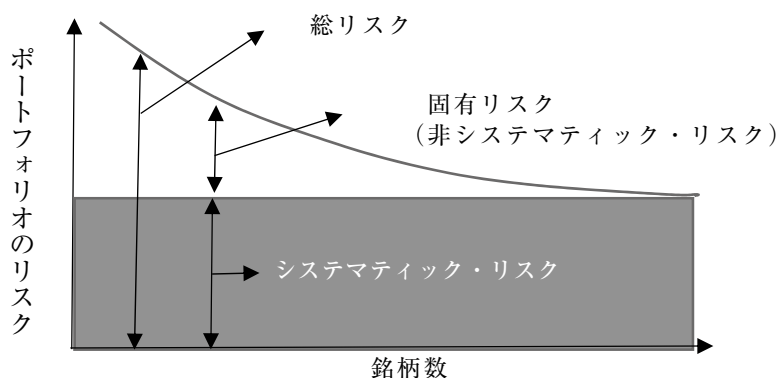 総リスク
ポートフォリオのリスク
固有リスク
（非システマティック・リスク）
システマティック・リスク
銘柄数